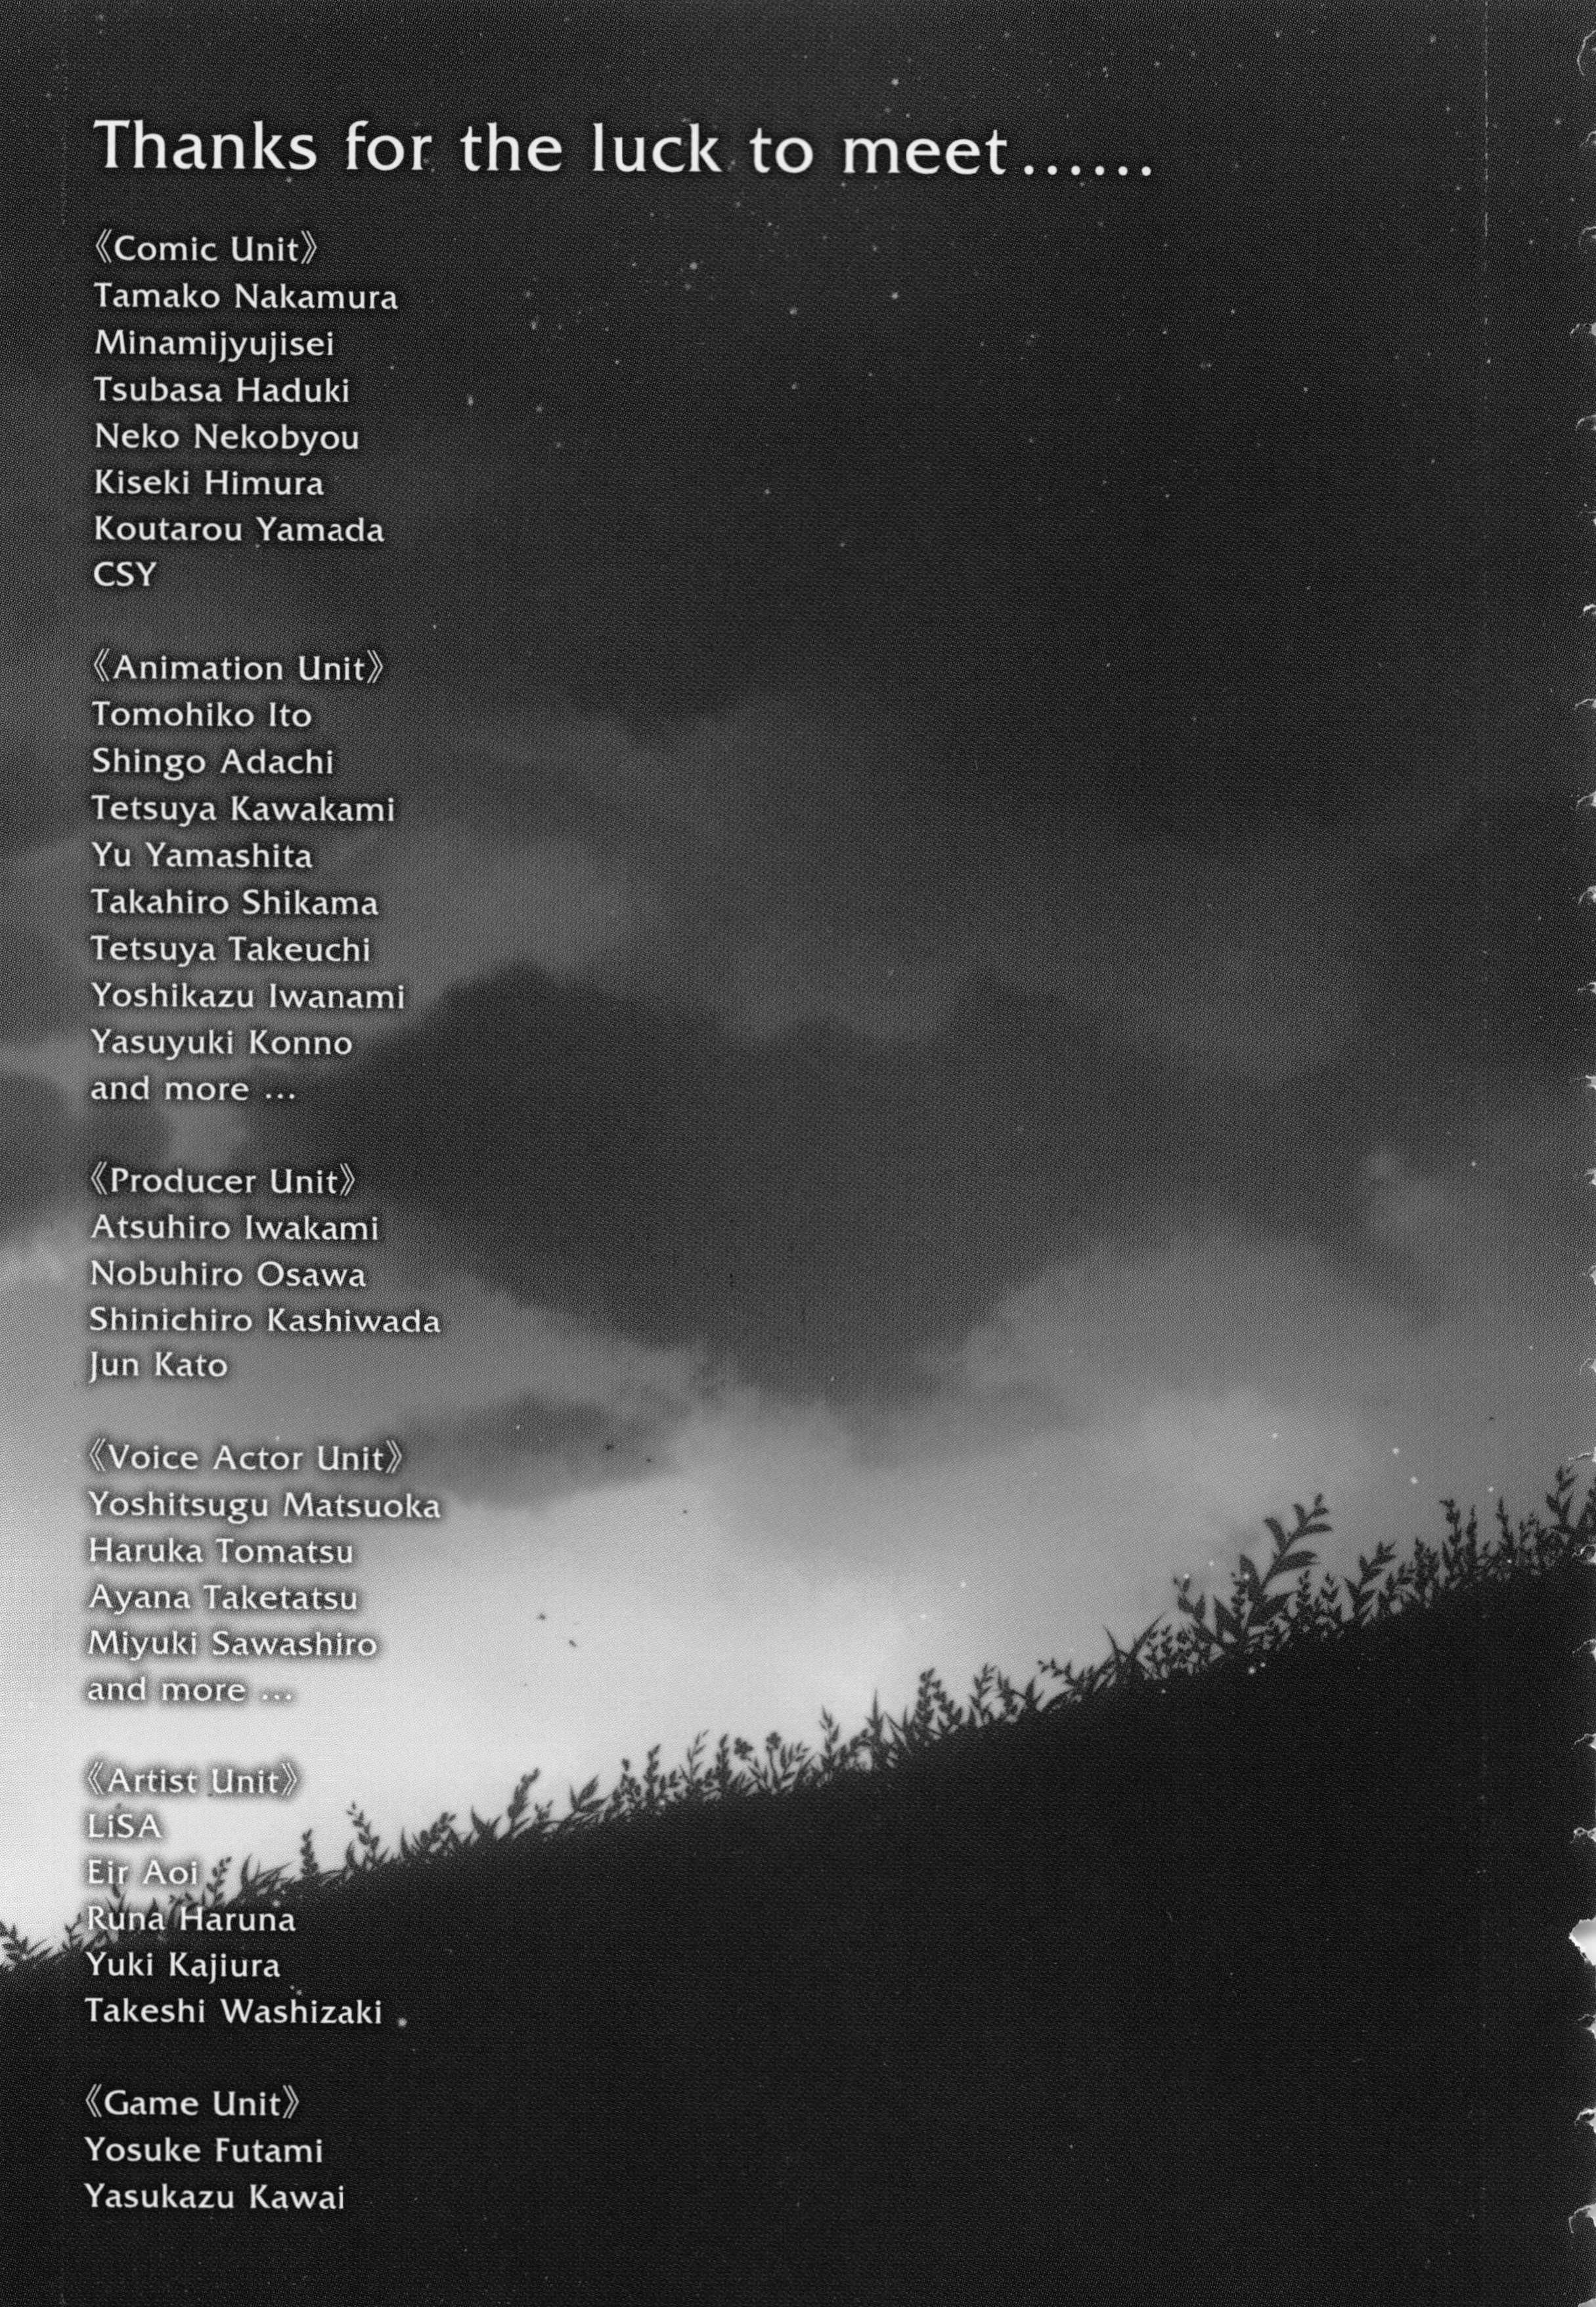 Thanks for the luck to meet……
《Comic Unit》
Tamako Nakamura
Minamijyujisei
Tsubasa Haduki
Neko Nekobyou
Kiseki Himura
Koutarou Yamada
CSY
《Animation Unit》
Tomohiko Ito
Shingo Adachi
Tetsuya Kawakami
Yu Yamashita
Takahiro Shikama
Tetsuya Takeuchi
Yoshikazu Iwanami
Yasuyuki Konno
and more …
《Producer Unit》
Atsuhiro Iwakami
Nobuhiro Osawa
Shinichiro Kashiwada
Jun Kato
《Voice Actor Unit》
Yoshitsugu Matsuoka
Haruka Tomatsu
Ayana Taketatsu
Miyuki Sawashiro
and more …
《Artist Unit》
LiSA
Eir Aoi
Runa Haruna
Yuki Kajiura
Takeshi Washizaki
《Game Unit》
Yosuke Futami
Yasukazu Kawai